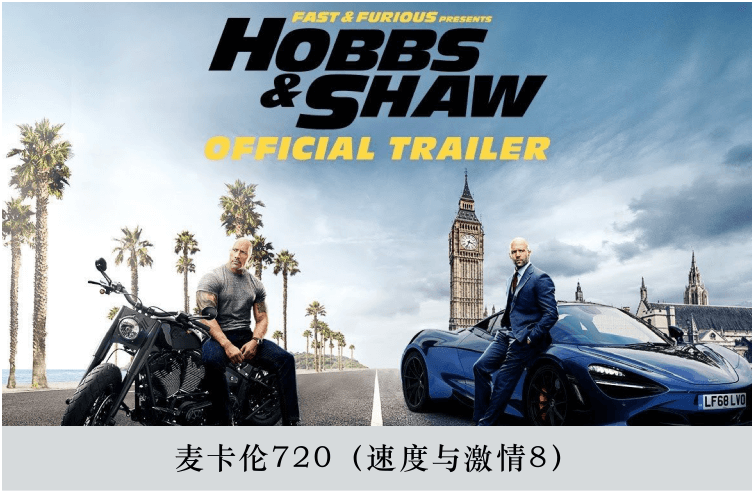 FAST & FURIOUS PRESENTS
HOBBS
& SHAW
OFFICIAL TRAILER
LF68 LVO
麦卡伦720（速度与激情8）